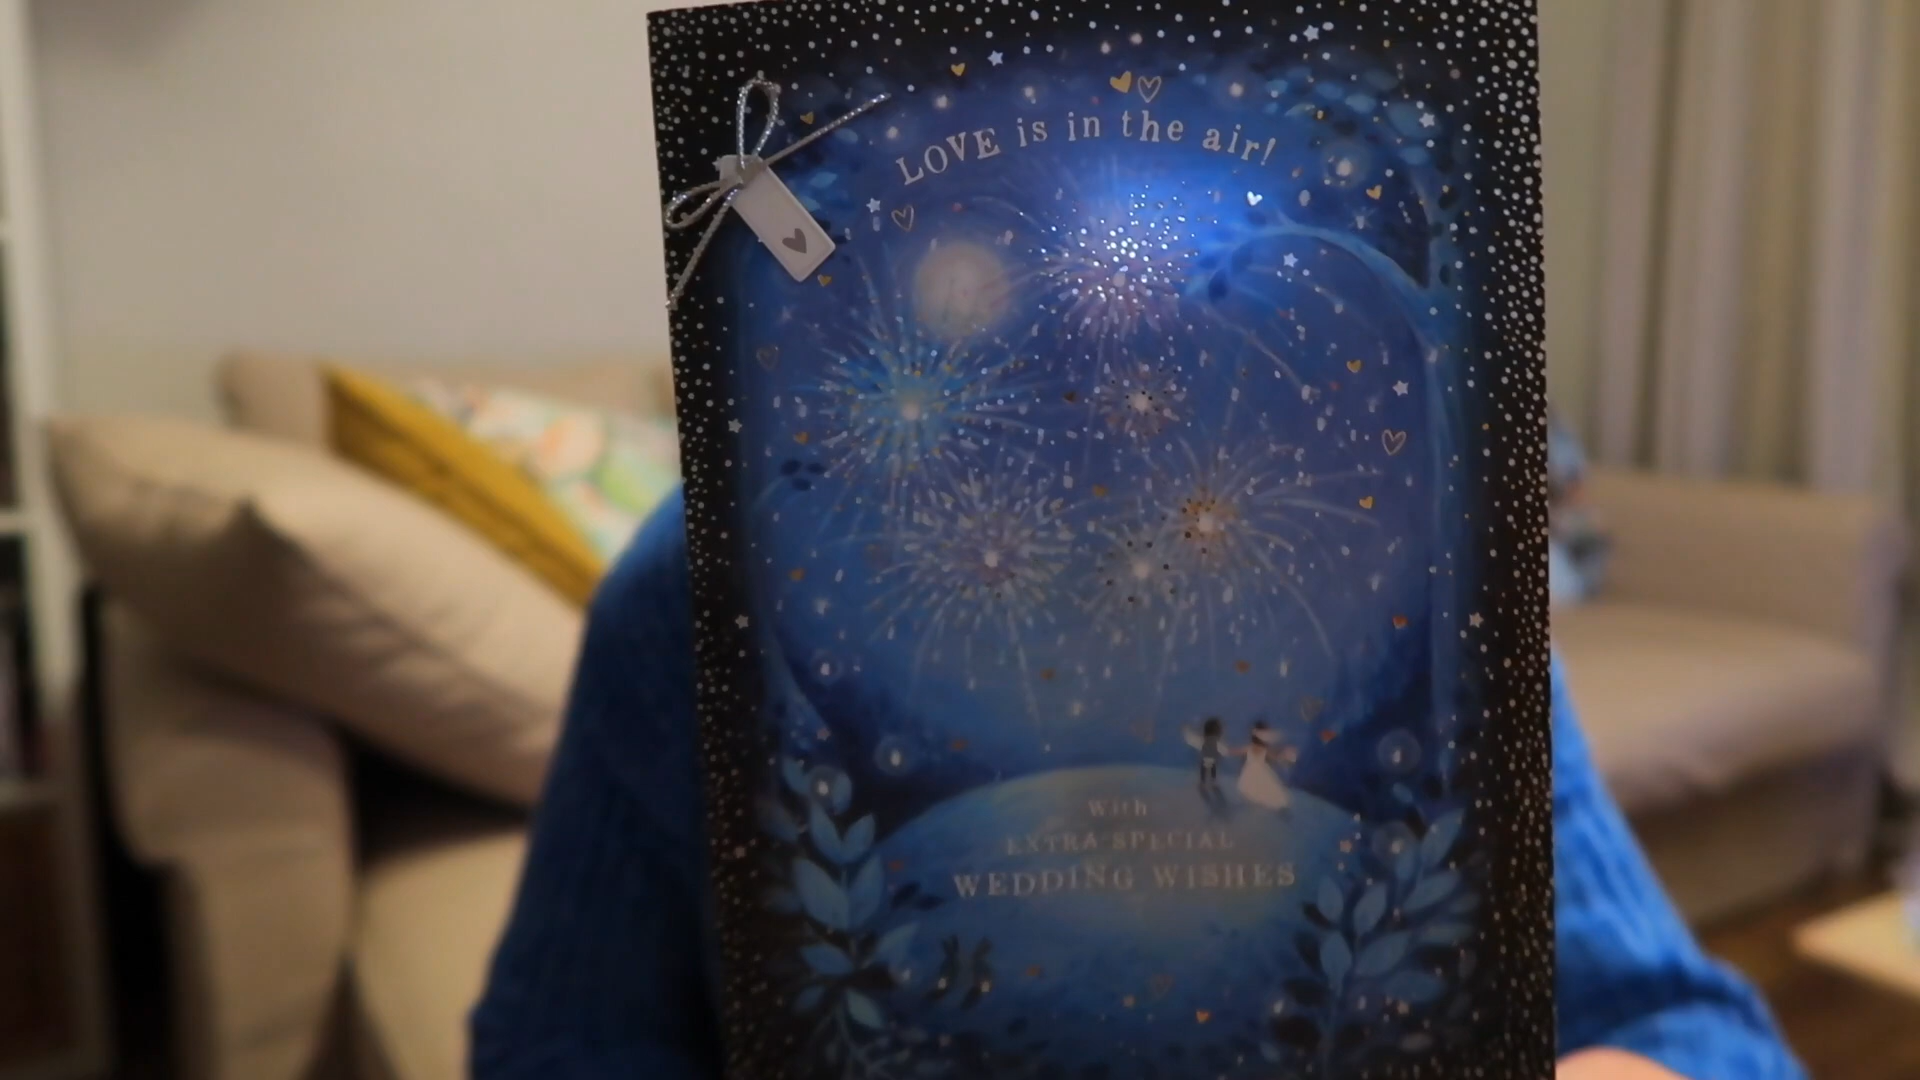 LOVE is in the air!
With
EXTRA SPECIAL
WEDDING WISHES